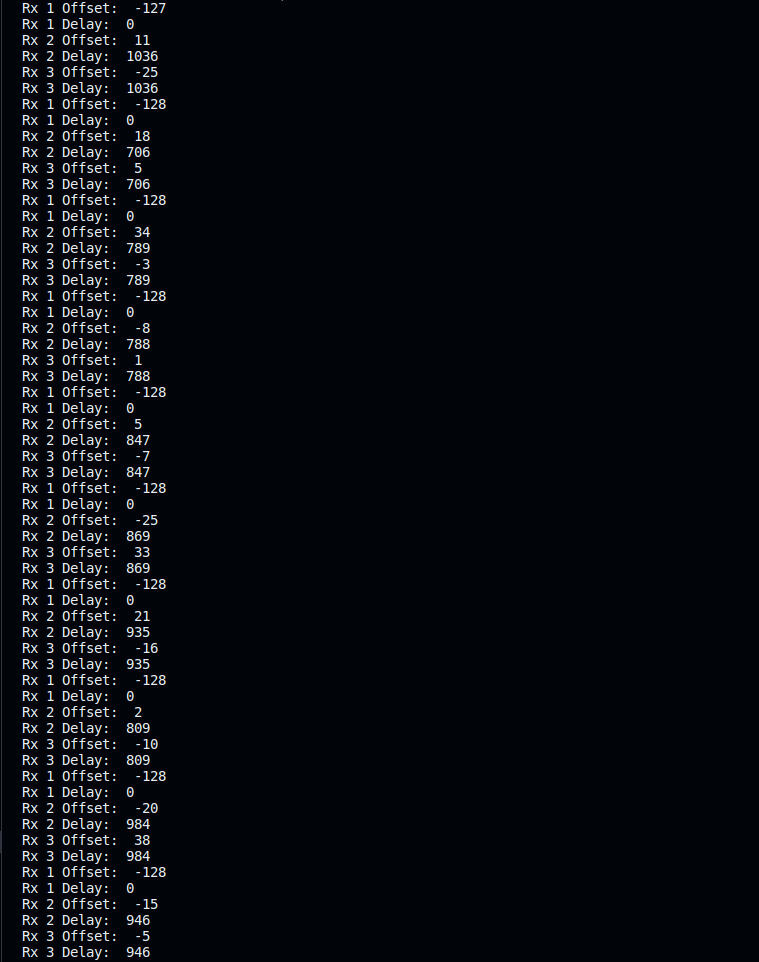 Rx 1 Offset:  -127
Rx 1 Delay:  0
Rx 2 Offset:  11
Rx 2 Delay:  1036
Rx 3 Offset:  -25
Rx 3 Delay:  1036
Rx 1 Offset:  -128
Rx 1 Delay:  0
Rx 2 Offset:  18
Rx 2 Delay:  706
Rx 3 Offset:  5
Rx 3 Delay:  706
Rx 1 Offset:  -128
Rx 1 Delay:  0
Rx 2 Offset:  34
Rx 2 Delay:  789
Rx 3 Offset:  -3
Rx 3 Delay:  789
Rx 1 Offset:  -128
Rx 1 Delay:  0
Rx 2 Offset:  -8
Rx 2 Delay:  788
Rx 3 Offset:  1
Rx 3 Delay:  788
Rx 1 Offset:  -128
Rx 1 Delay:  0
Rx 2 Offset:  5
Rx 2 Delay:  847
Rx 3 Offset:  -7
Rx 3 Delay:  847
Rx 1 Offset:  -128
Rx 1 Delay:  0
Rx 2 Offset:  -25
Rx 2 Delay:  869
Rx 3 Offset:  33
Rx 3 Delay:  869
Rx 1 Offset:  -128
Rx 1 Delay:  0
Rx 2 Offset:  21
Rx 2 Delay:  935
Rx 3 Offset:  -16
Rx 3 Delay:  935
Rx 1 Offset:  -128
Rx 1 Delay:  0
Rx 2 Offset:  2
Rx 2 Delay:  809
Rx 3 Offset:  -10
Rx 3 Delay:  809
Rx 1 Offset:  -128
Rx 1 Delay:  0
Rx 2 Offset:  -20
Rx 2 Delay:  984
Rx 3 Offset:  38
Rx 3 Delay:  984
Rx 1 Offset:  -128
Rx 1 Delay:  0
Rx 2 Offset:  -15
Rx 2 Delay:  946
Rx 3 Offset:  -5
Rx 3 Delay:  946